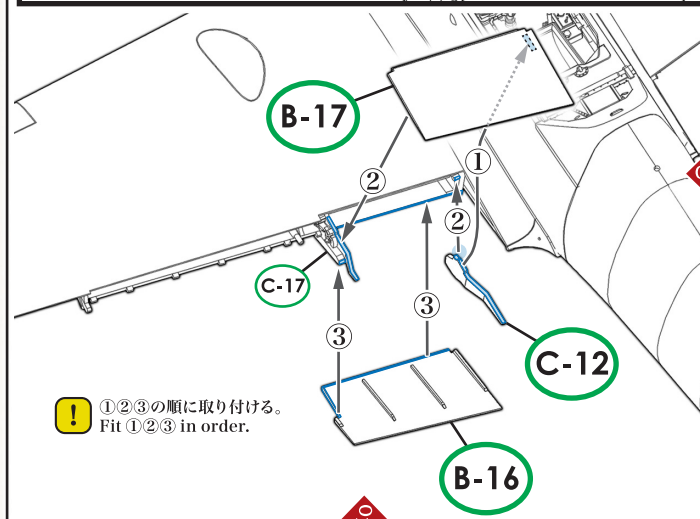 B-17
①
②
②
C-17
③
③
C-12
①②③の順に取り付ける。
Fit ①②③ in order.
B-16